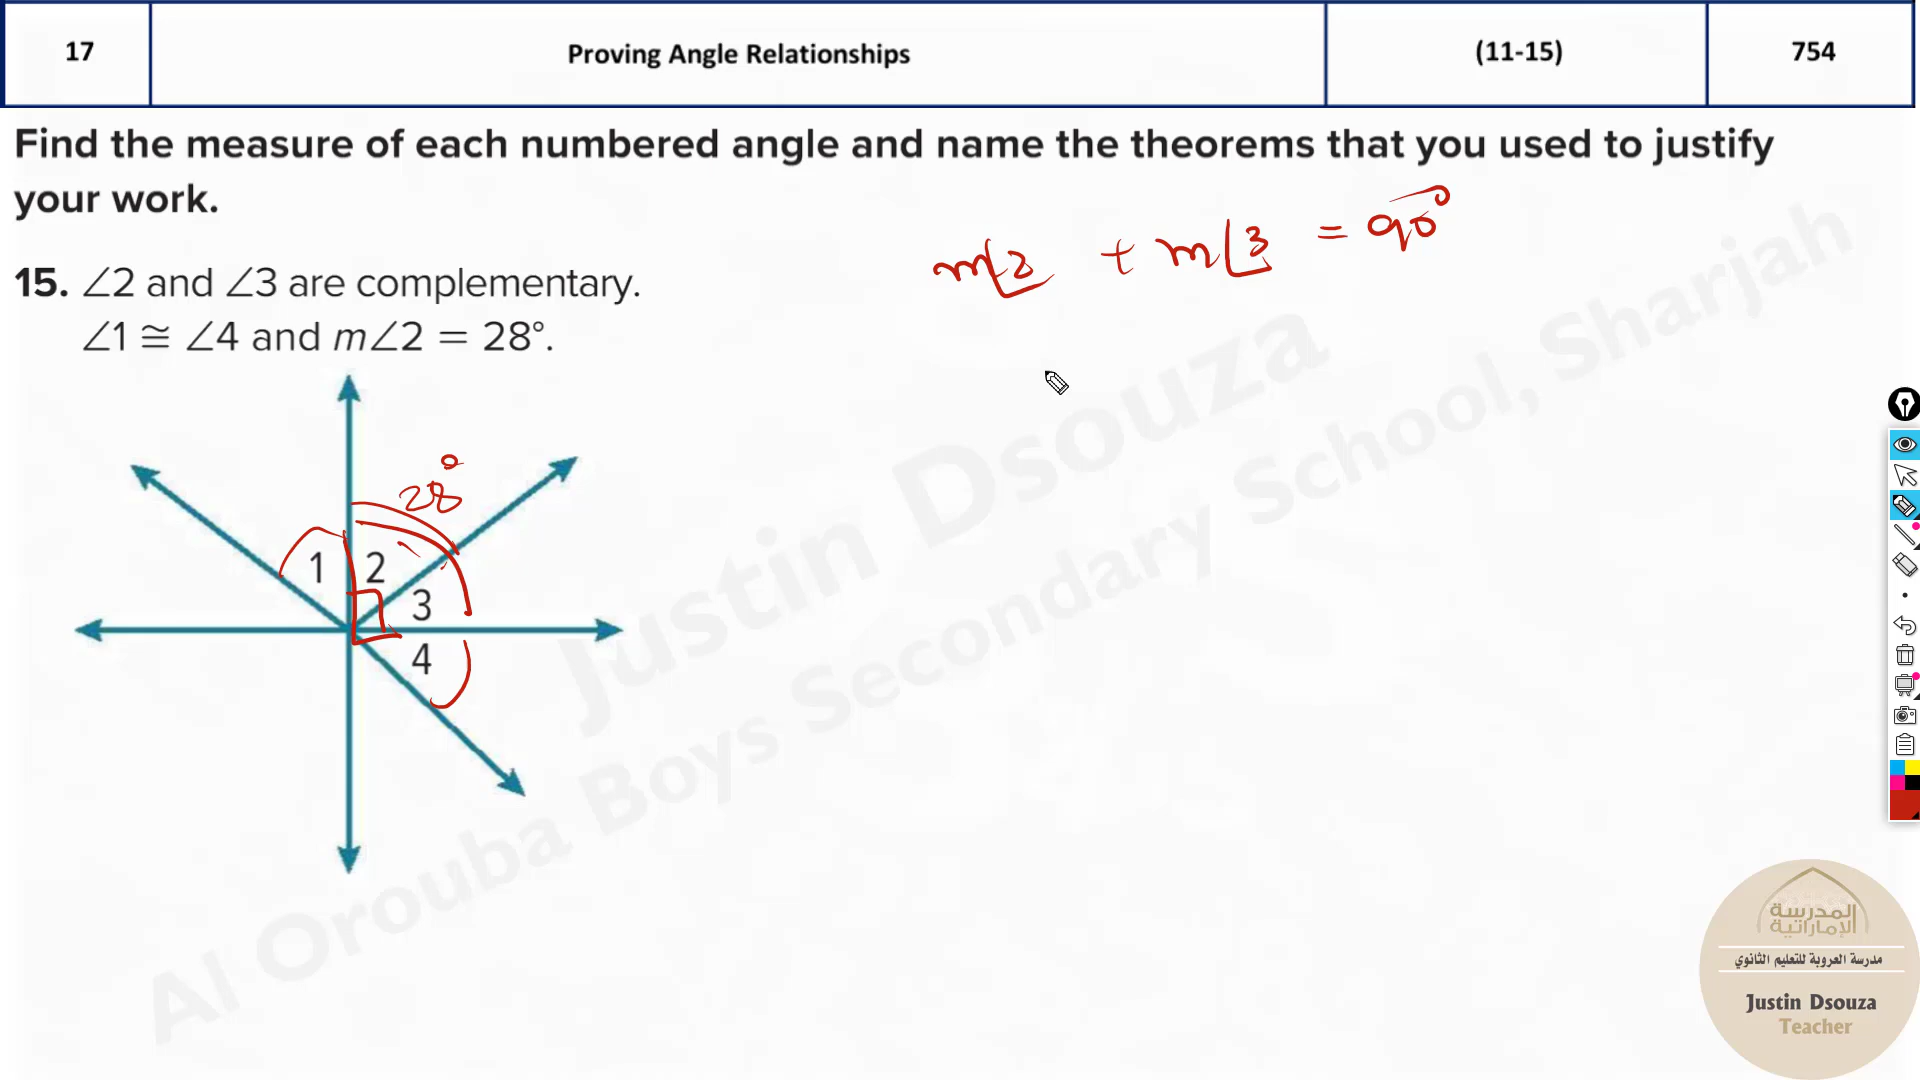 17 Proving Angle Relationships (11-15) 754
Find the measure of each numbered angle and name the theorems that you used to justify
your work.
m∠2 + m∠3 = 90°
15. ∠2 and ∠3 are complementary.
∠1 ≅ ∠4 and m∠2 = 28°.
28°
1 2
3
4
Justin Dsouza
Al Orouba Boys Secondary School, Sharjah
المدرسة
الإماراتية
مدرسة العروبة للتعليم الثانوي
Justin Dsouza
Teacher